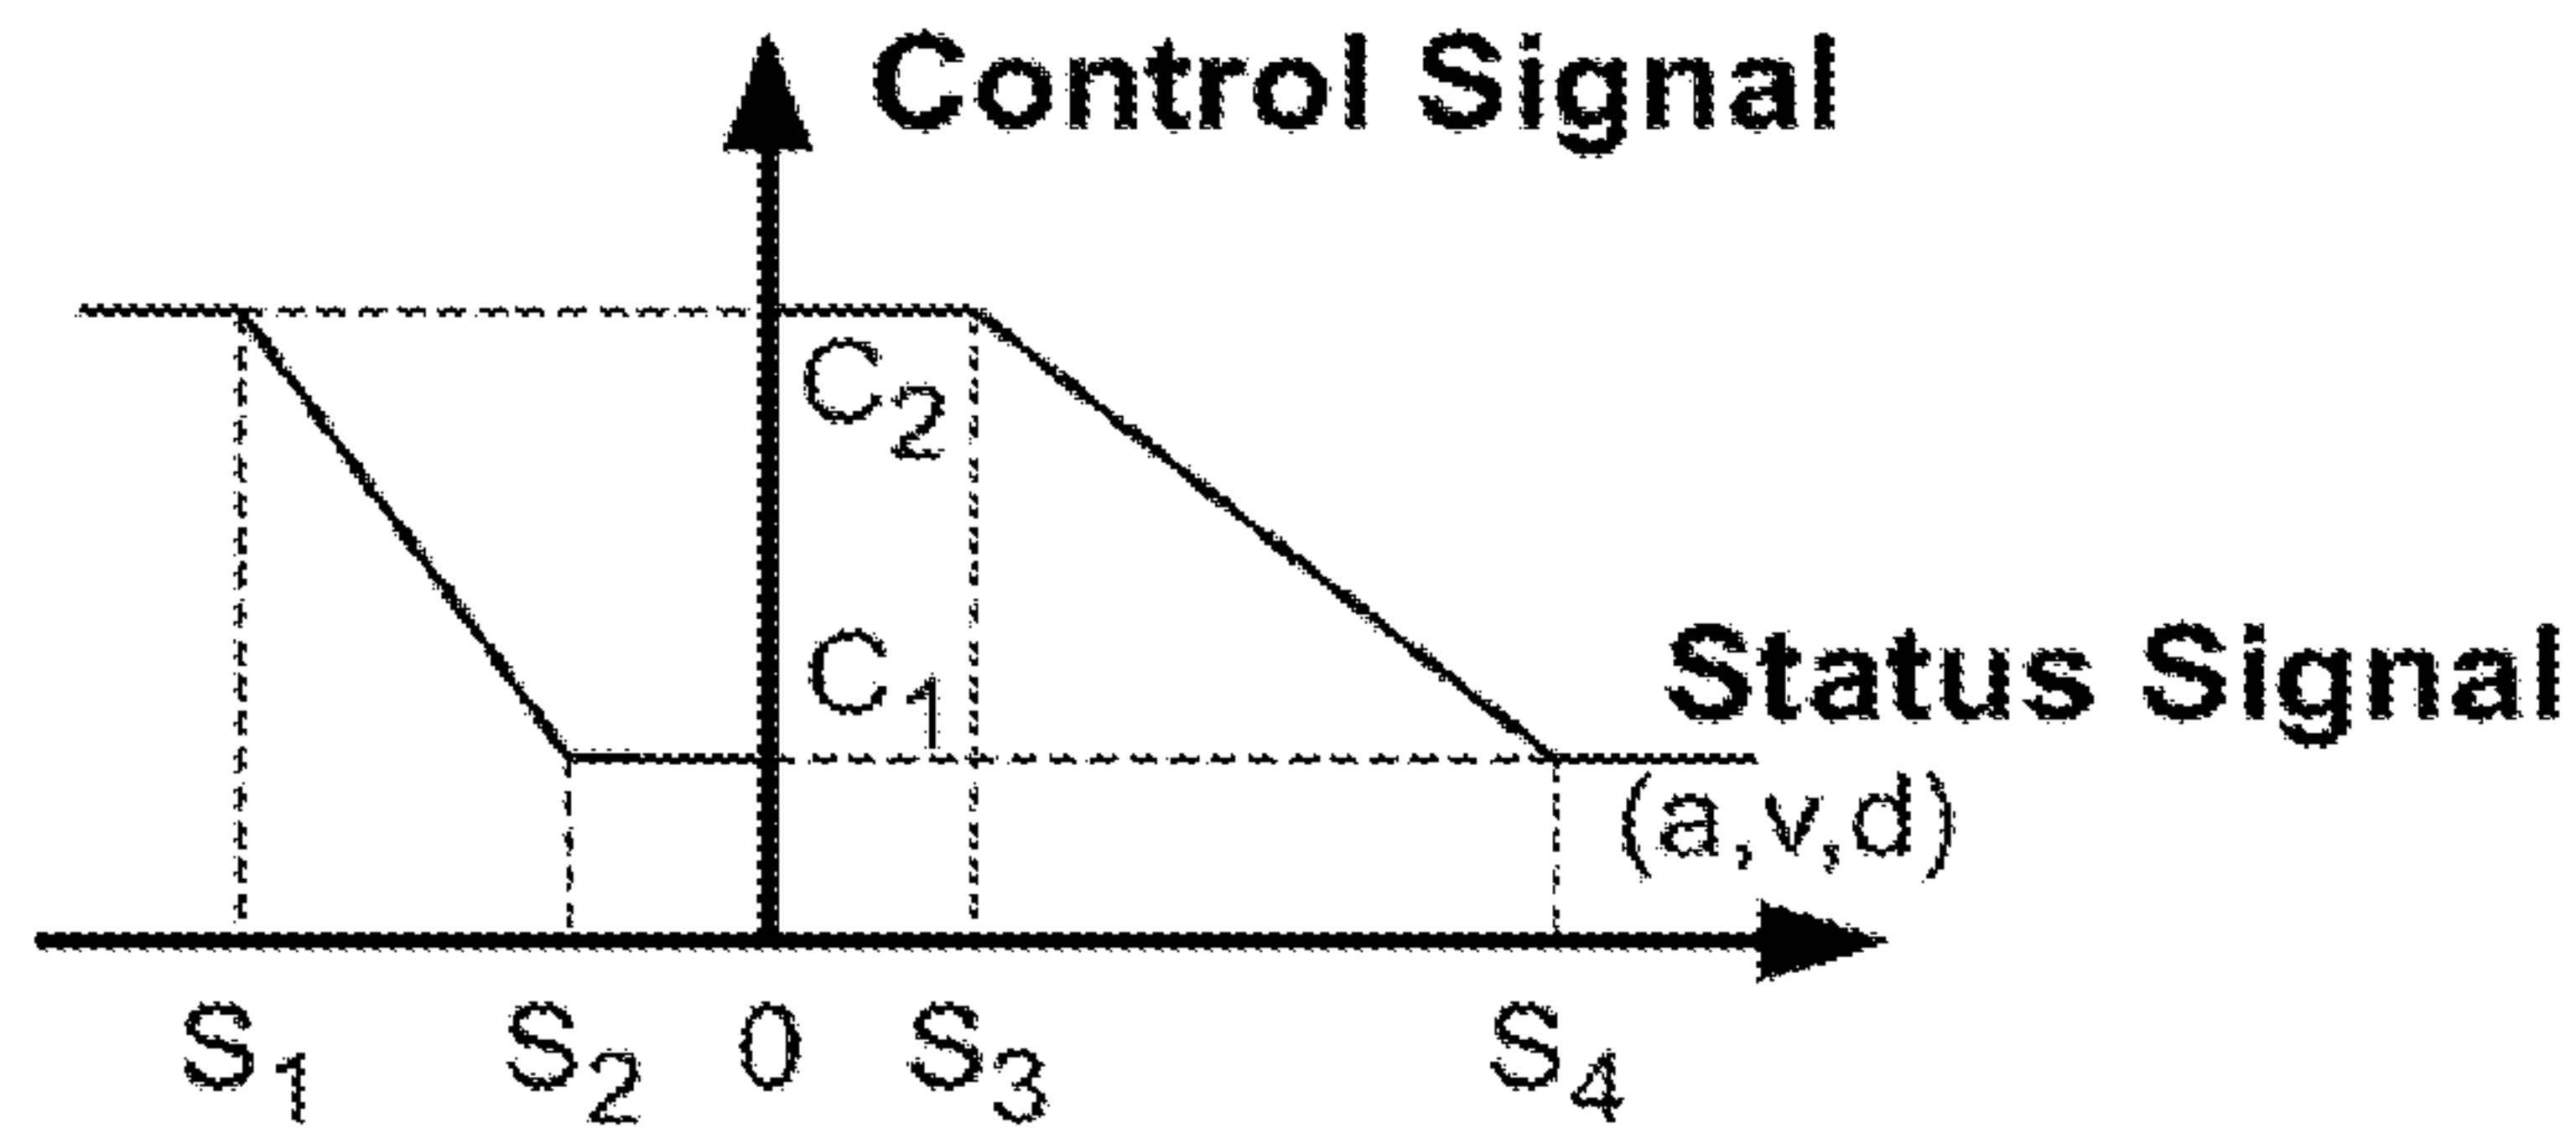 Control Signal
C2
C1
Status Signal
(a,v,d)
S1 S2 0 S3 S4